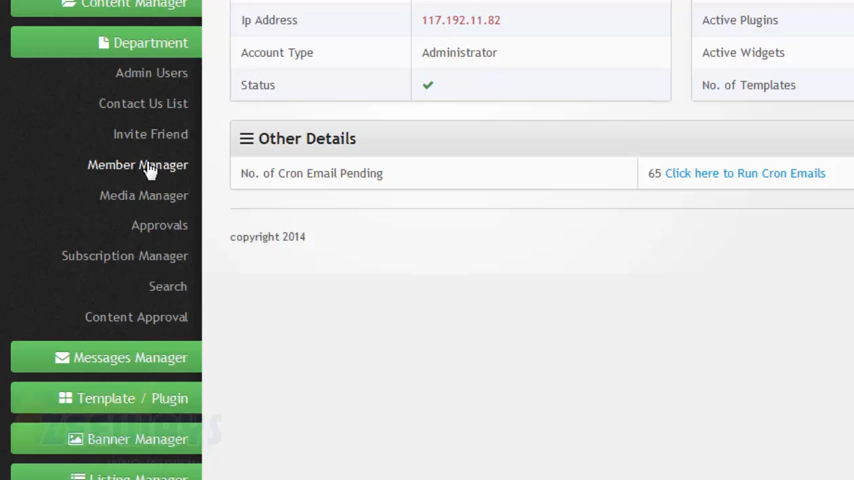 Content Manager
Department
Admin Users
Contact Us List
Invite Friend
Member Manager
Media Manager
Approvals
Subscription Manager
Search
Content Approval
Messages Manager
Template / Plugin
Banner Manager
Listing Manager
Ip Address 117.192.11.82
Account Type Administrator
Status
Active Plugins
Active Widgets
No. of Templates
Other Details
No. of Cron Email Pending 65 Click here to Run Cron Emails
copyright 2014